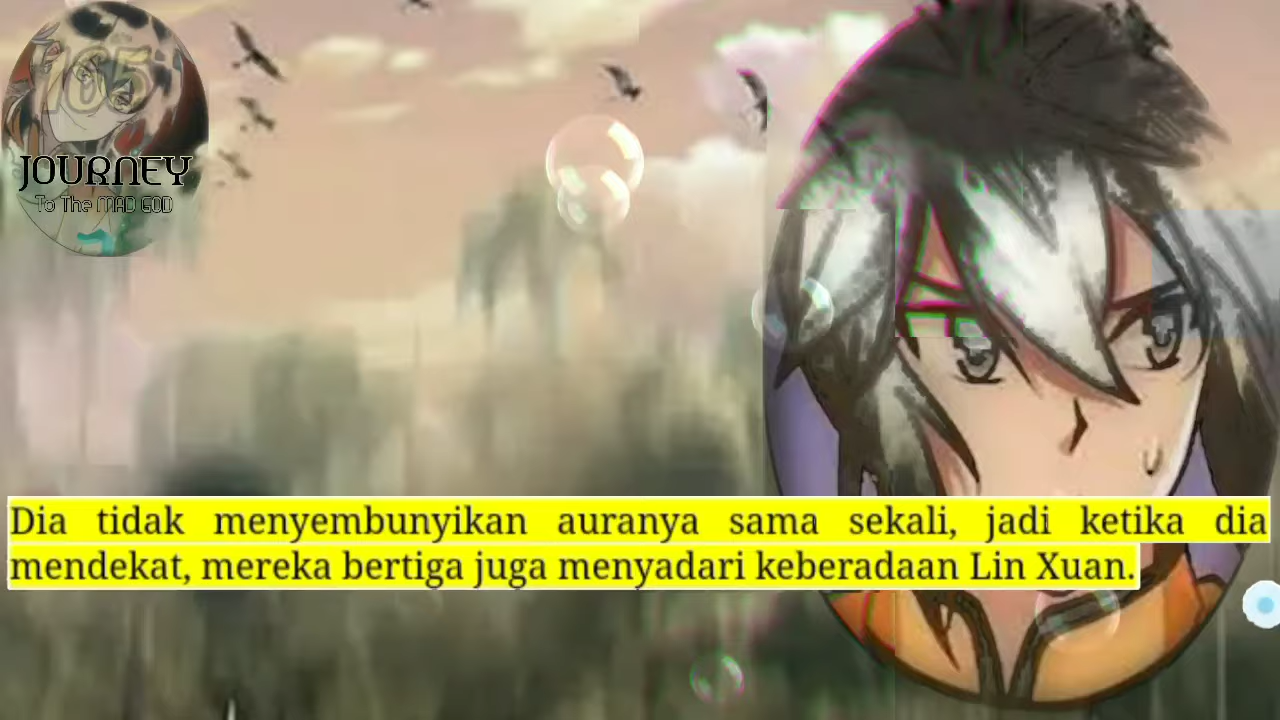 165
JOURNEY
To The MAD GOD
Dia tidak menyembunyikan auranya sama sekali, jadi ketika dia
mendekat, mereka bertiga juga menyadari keberadaan Lin Xuan.